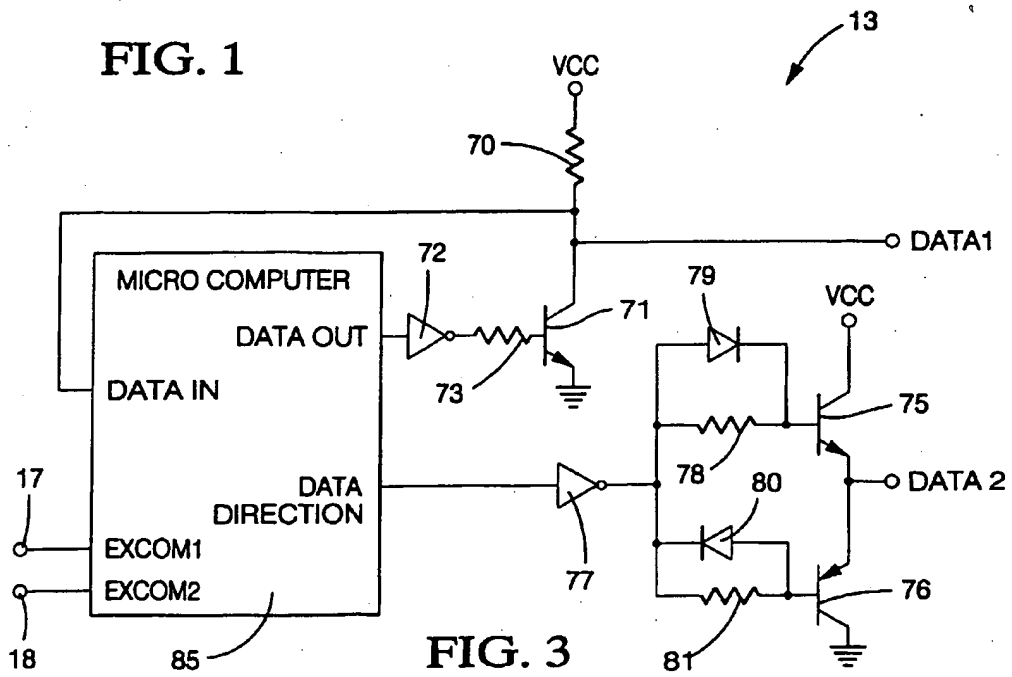 FIG. 1
13
VCC
70
DATA1
MICRO COMPUTER
72
79
VCC
DATA OUT
71
73
DATA IN
75
78
DATA 2
17
DATA
DIRECTION
80
EXCOM1
77
EXCOM2
76
18
85
FIG. 3
81